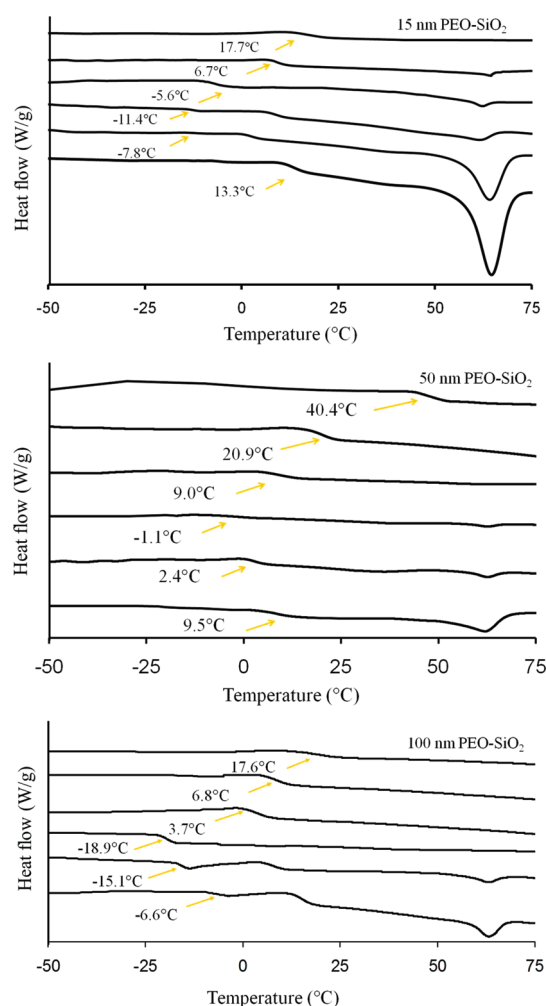 15 nm PEO-SiO₂
17.7°C
6.7°C
-5.6°C
-11.4°C
-7.8°C
13.3°C
Heat flow (W/g)
-50 -25 0 25 50 75
Temperature (°C)
50 nm PEO-SiO₂
40.4°C
20.9°C
9.0°C
-1.1°C
2.4°C
9.5°C
Heat flow (W/g)
-50 -25 0 25 50 75
Temperature (°C)
100 nm PEO-SiO₂
17.6°C
6.8°C
3.7°C
-18.9°C
-15.1°C
-6.6°C
Heat flow (W/g)
-50 -25 0 25 50 75
Temperature (°C)